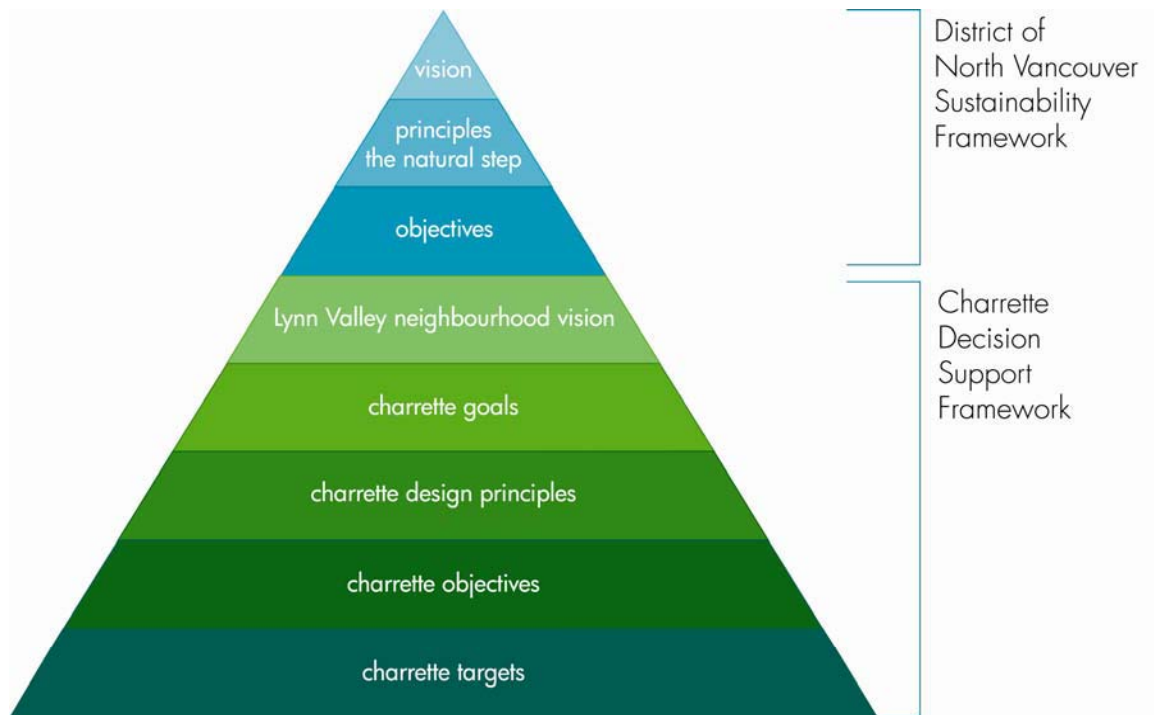 vision
principles
the natural step
objectives
Lynn Valley neighbourhood vision
charrette goals
charrette design principles
charrette objectives
charrette targets
District of
North Vancouver
Sustainability
Framework
Charrette
Decision
Support
Framework